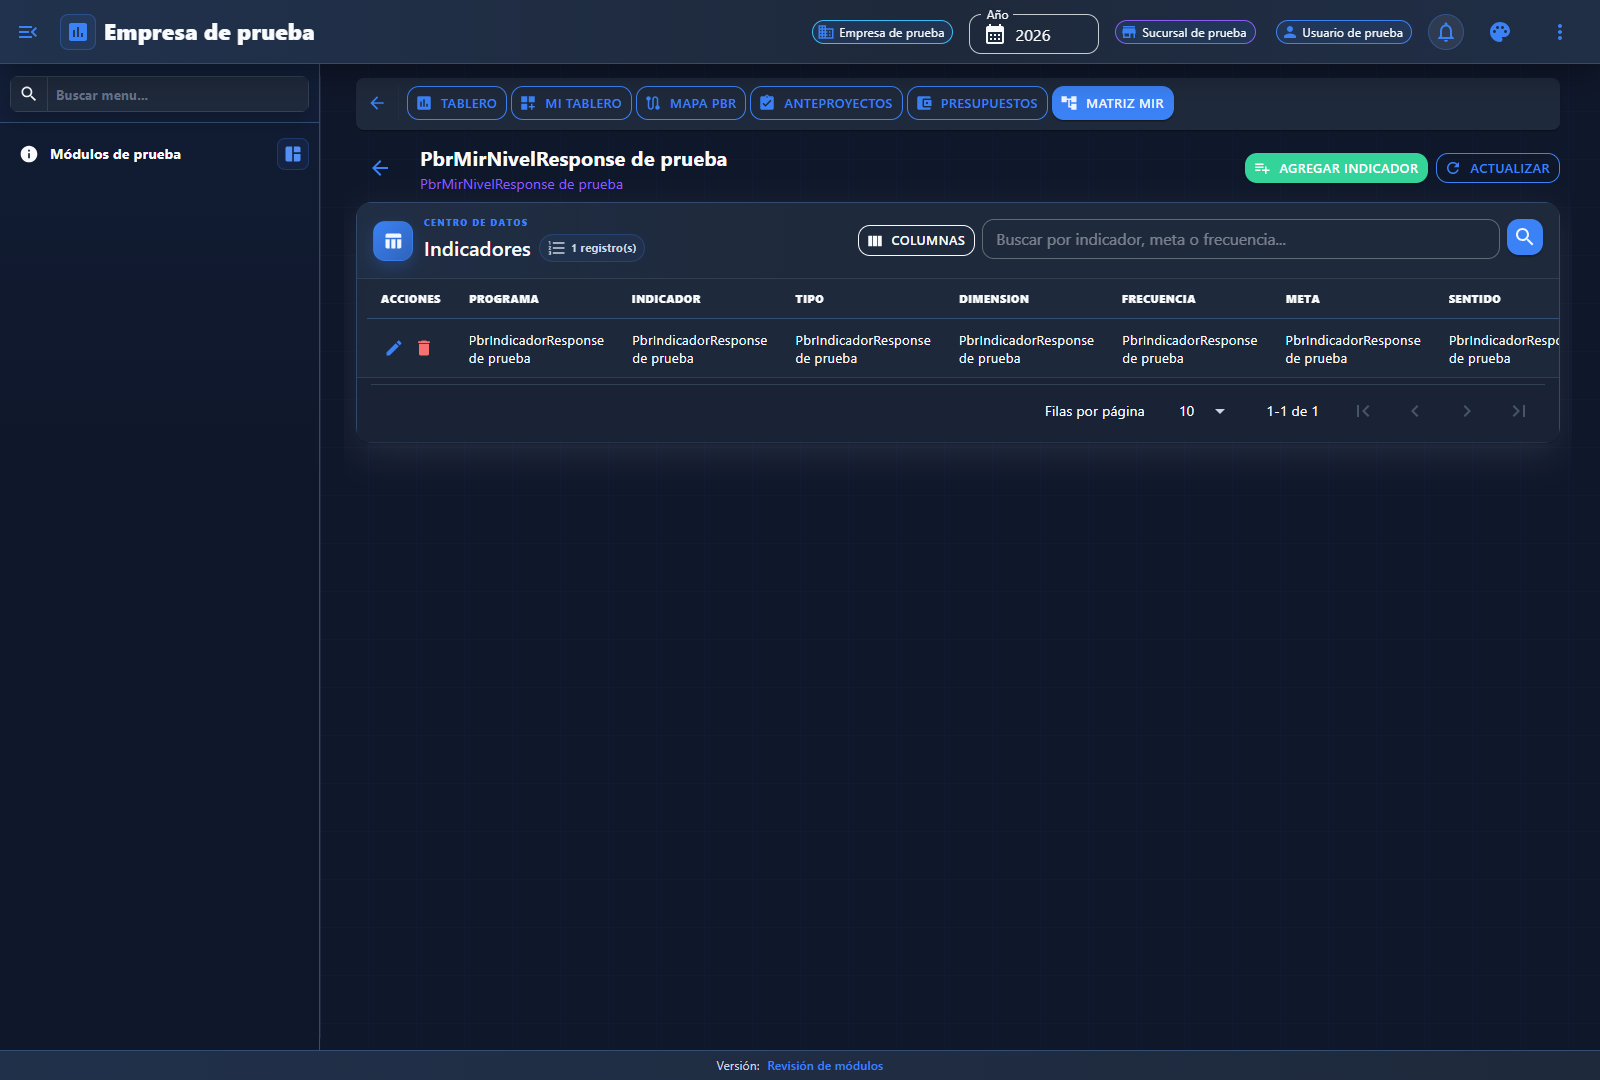 Empresa de prueba
Empresa de prueba
Año
2026
Sucursal de prueba
Usuario de prueba
Buscar menu...
Módulos de prueba
TABLERO
MI TABLERO
MAPA PBR
ANTEPROYECTOS
PRESUPUESTOS
MATRIZ MIR
PbrMirNivelResponse de prueba
PbrMirNivelResponse de prueba
AGREGAR INDICADOR
ACTUALIZAR
CENTRO DE DATOS
Indicadores
1 registro(s)
COLUMNAS
Buscar por indicador, meta o frecuencia...
ACCIONES PROGRAMA INDICADOR TIPO DIMENSION FRECUENCIA META SENTIDO
PbrIndicadorResponse PbrIndicadorResponse PbrIndicadorResponse PbrIndicadorResponse PbrIndicadorResponse PbrIndicadorResponse PbrIndicadorRespo
de prueba de prueba de prueba de prueba de prueba de prueba de prueba
Filas por página 10 1-1 de 1
Versión: Revisión de módulos